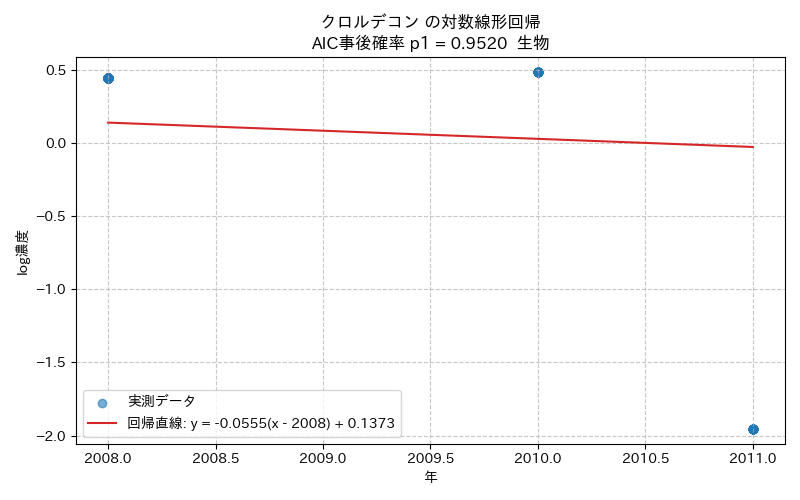 クロルデコン の対数線形回帰
AIC事後確率 p1 = 0.9520  生物
0.5
0.0
−0.5
−1.0
−1.5
−2.0
log濃度
実測データ
回帰直線: y = -0.0555(x - 2008) + 0.1373
2008.0
2008.5
2009.0
2009.5
2010.0
2010.5
2011.0
年